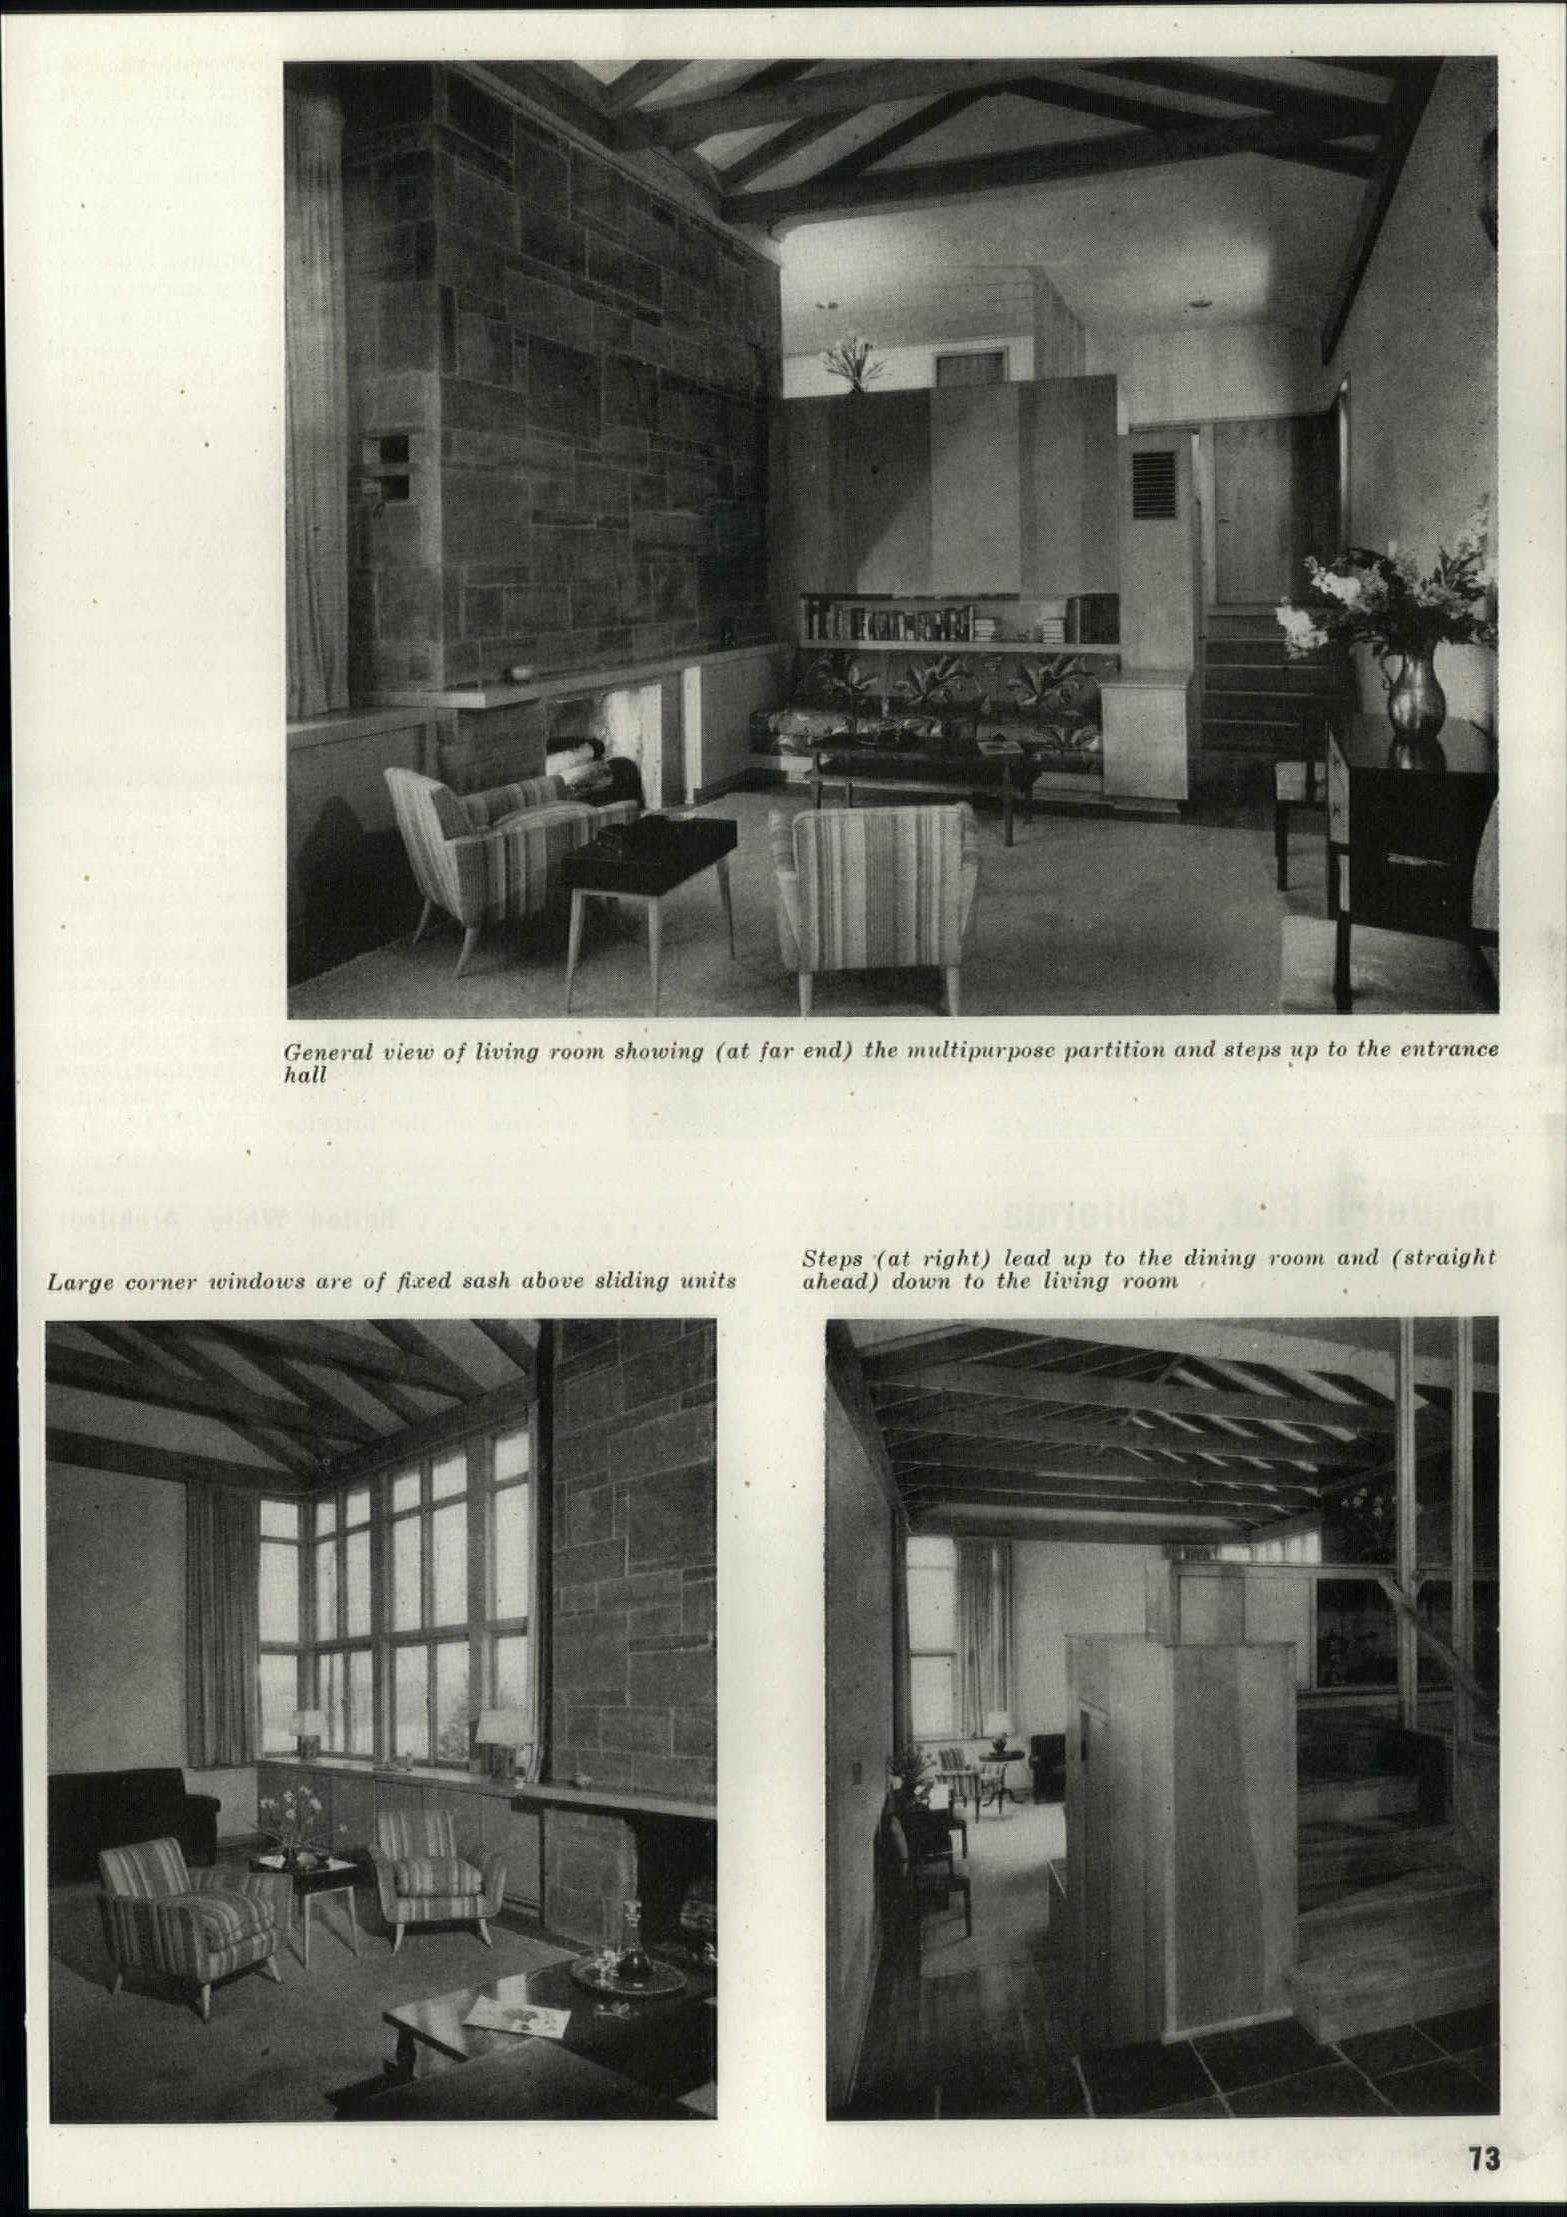 General view of living room showing (at far end) the multipurpose partition and steps up to the entrance
hall
Large corner windows are of fixed sash above sliding units
Steps (at right) lead up to the dining room and (straight
ahead) down to the living room
73